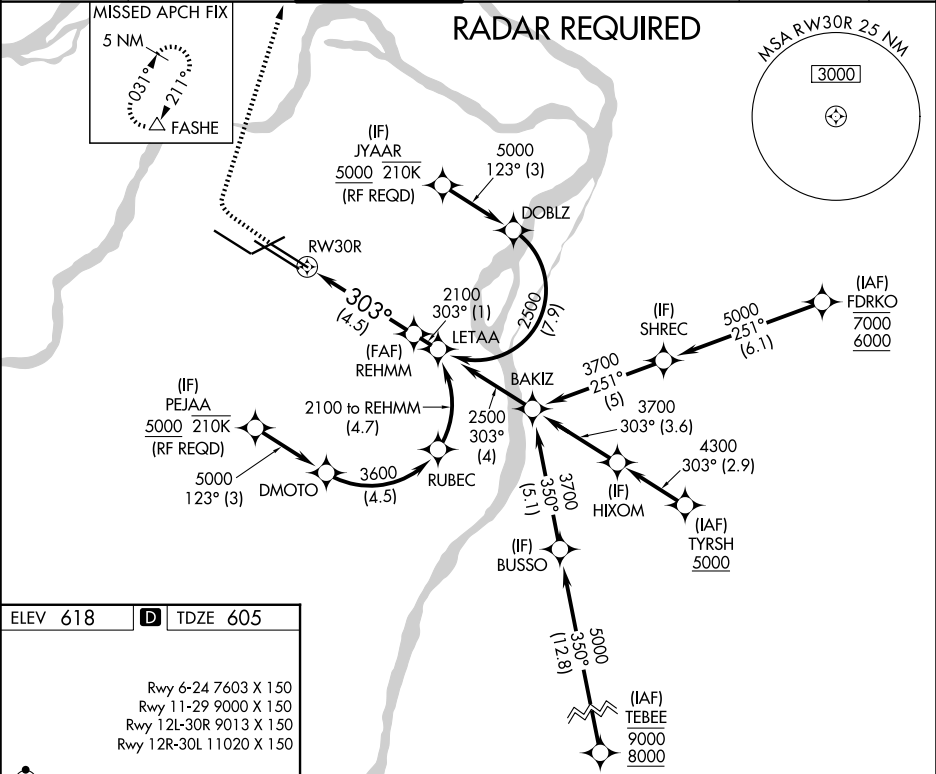 MISSED APCH FIX
5 NM
031°
211°
FASHE
RADAR REQUIRED
MSA RW30R 25 NM
3000
(IF)
JYAAR
5000 210K
(RF REQD)
5000
123° (3)
DOBLZ
RW30R
303°
(4.5)
2100
303° (1)
LETAA
2500
(7.9)
(FAF)
REHMM
(IAF)
FDRKO
7000
6000
5000
251°
(6.1)
(IF)
SHREC
3700
251°
(5)
BAKIZ
(IF)
PEJAA
5000 210K
(RF REQD)
5000
123° (3)
DMOTO
2100 to REHMM
(4.7)
3600
(4.5)
RUBEC
2500
303°
(4)
3700
303° (3.6)
4300
303° (2.9)
(IF)
HIXOM
(IAF)
TYRSH
5000
3700
350°
(5.1)
(IF)
BUSSO
5000
350°
(12.8)
(IAF)
TEBEE
9000
8000
ELEV 618 D TDZE 605
Rwy 6-24 7603 X 150
Rwy 11-29 9000 X 150
Rwy 12L-30R 9013 X 150
Rwy 12R-30L 11020 X 150